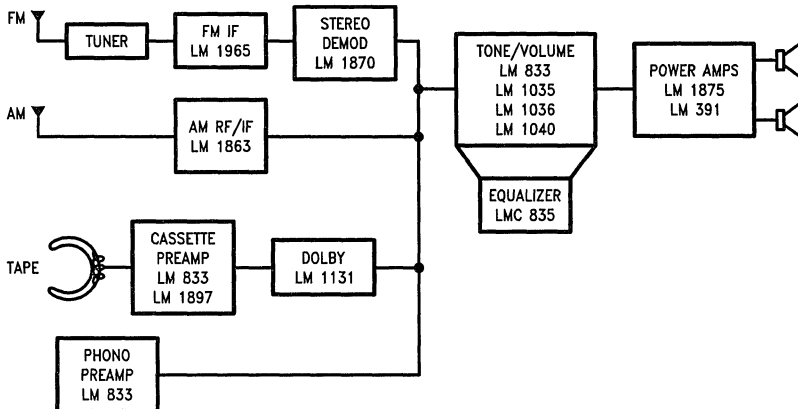 FM
TUNER
FM IF
LM 1965
STEREO
DEMOD
LM 1870
TONE/VOLUME
LM 833
LM 1035
LM 1036
LM 1040
POWER AMPS
LM 1875
LM 391
AM
AM RF/IF
LM 1863
EQUALIZER
LMC 835
TAPE
CASSETTE
PREAMP
LM 833
LM 1897
DOLBY
LM 1131
PHONO
PREAMP
LM 833